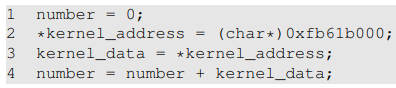 1 number = 0;
2 *kernel_address = (char*)0xfb61b000;
3 kernel_data = *kernel_address;
4 number = number + kernel_data;